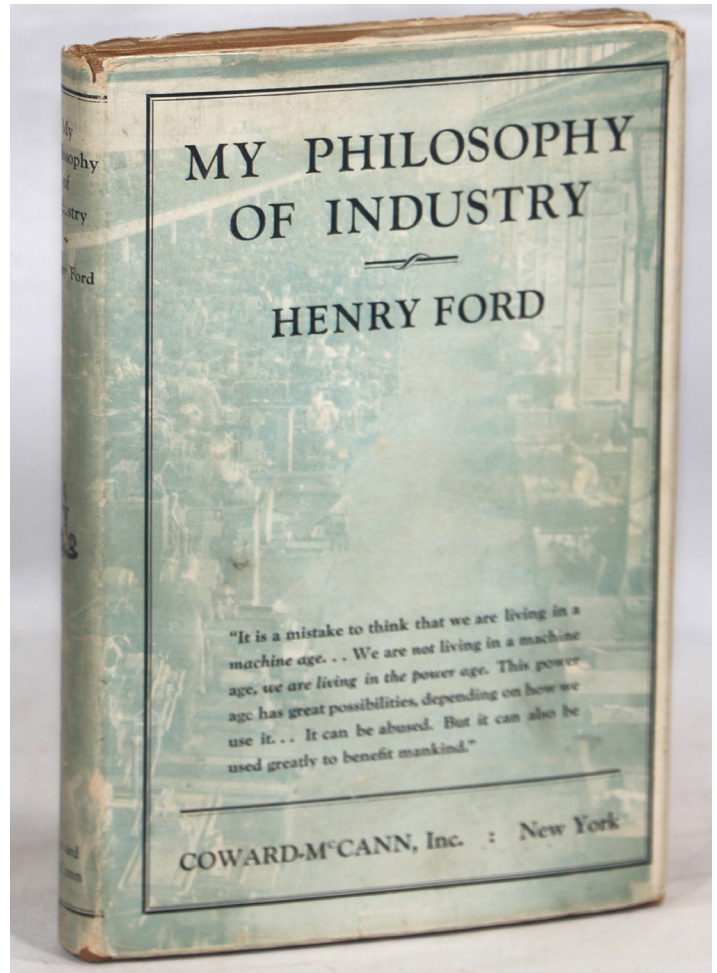 MY PHILOSOPHY
OF INDUSTRY
HENRY FORD
"It is a mistake to think that we are living in a
machine age. . . We are not living in a machine
age, we are living in the power age. This power
age has great possibilities, depending on how we
use it. . . It can be abused. But it can also be
used greatly to benefit mankind."
COWARD-McCANN, Inc. : New York
of
Ford